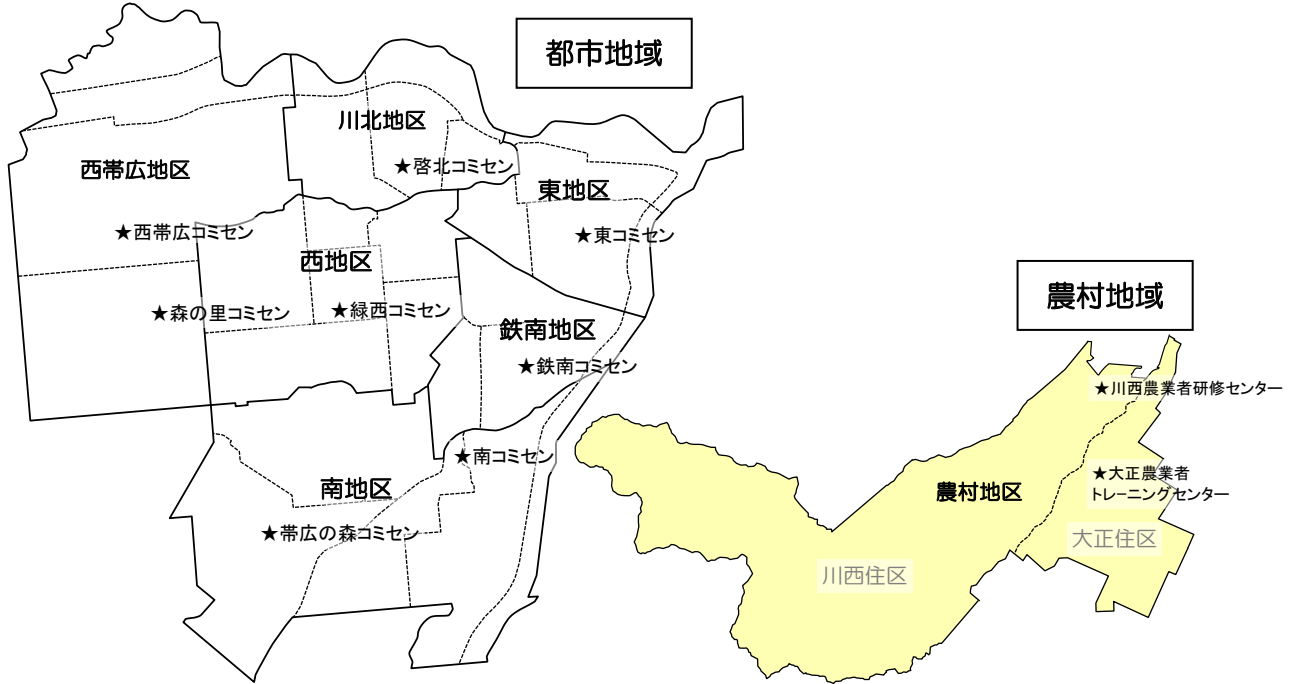 都市地域
川北地区
★啓北コミセン
西帯広地区
東地区
★西帯広コミセン
★東コミセン
西地区
★森の里コミセン
★緑西コミセン
鉄南地区
★鉄南コミセン
★南コミセン
南地区
★帯広の森コミセン
農村地域
★川西農業者研修センター
★大正農業者
トレーニングセンター
農村地区
大正住区
川西住区